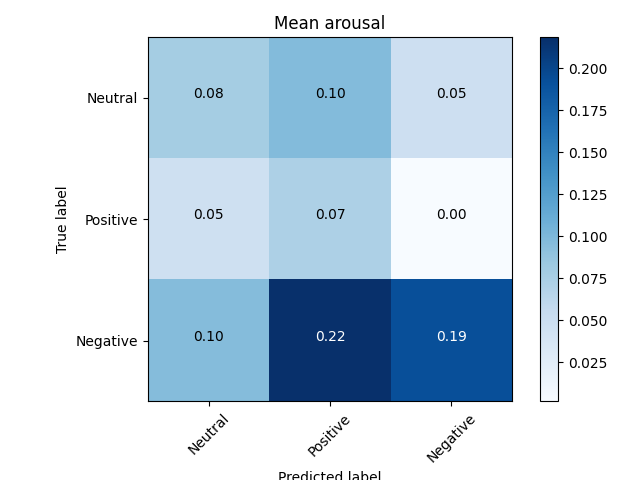 Mean arousal
True label
Neutral 0.08 0.10 0.05
Positive 0.05 0.07 0.00
Negative 0.10 0.22 0.19
Neutral Positive Negative
Predicted label
0.200
0.175
0.150
0.125
0.100
0.075
0.050
0.025